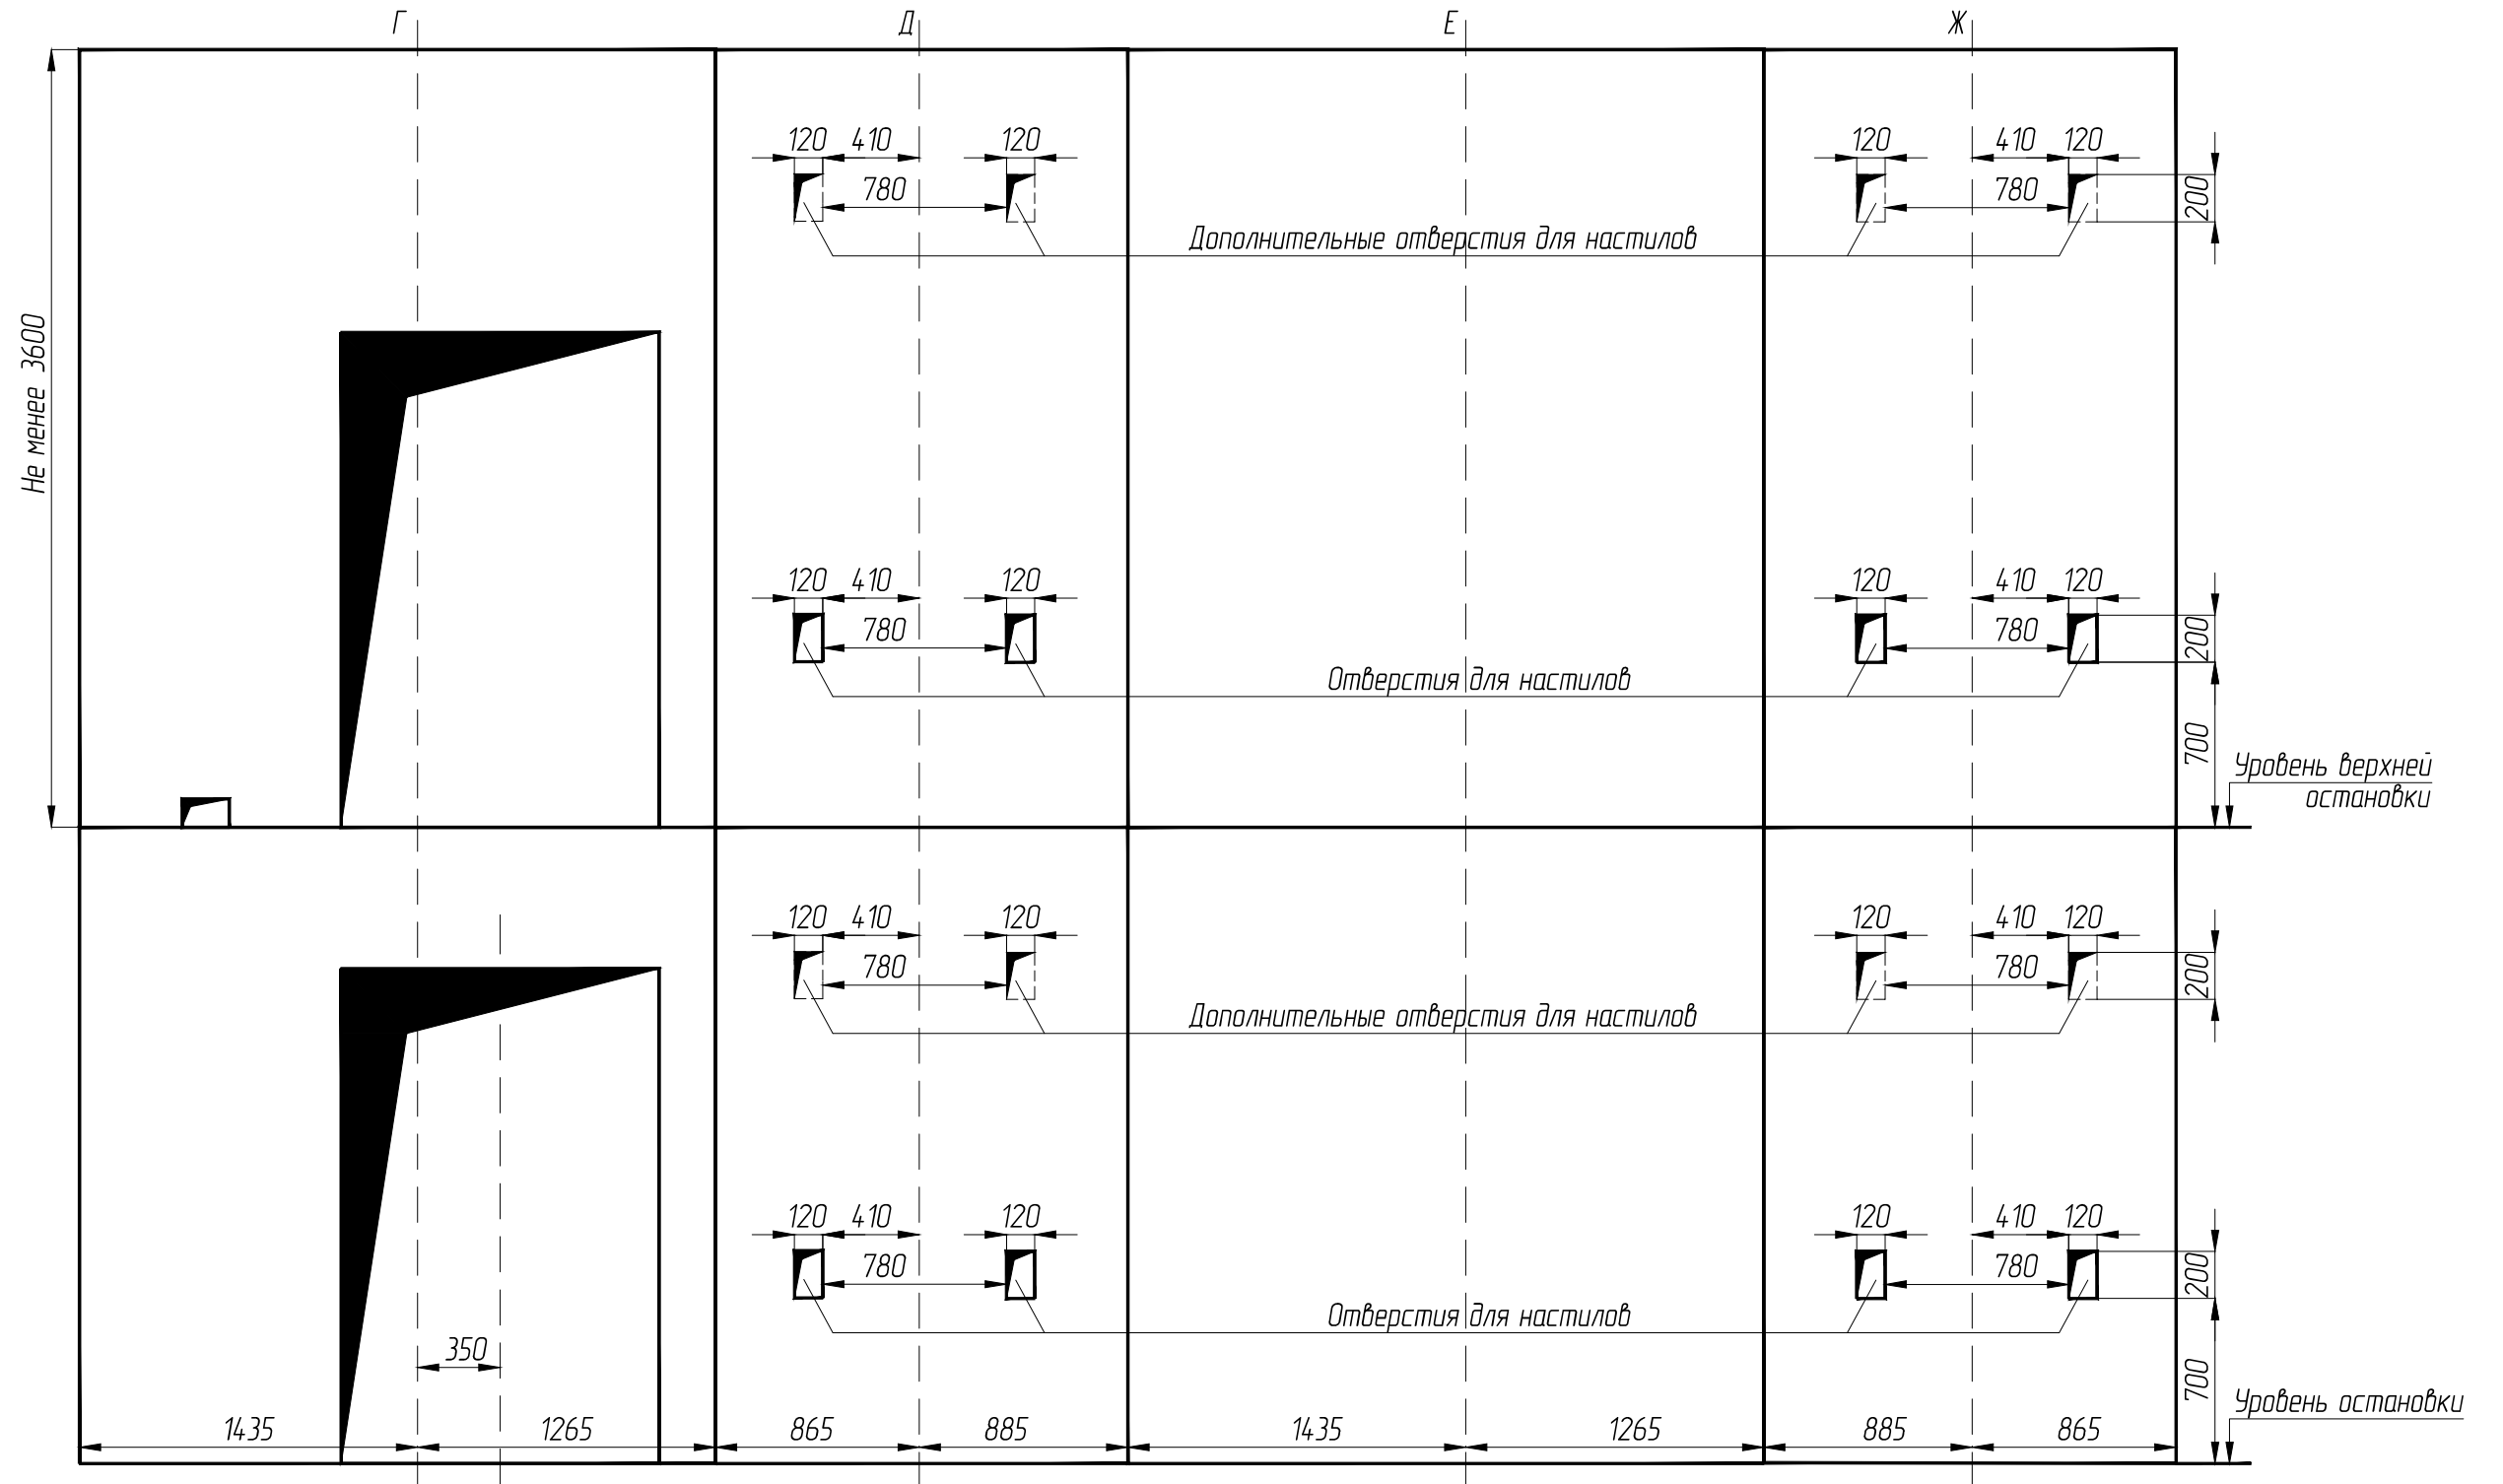 Г Д Е Ж
120 410 120 120 410 120
780 780 200
Дополнительные отверстия для настилов
Не менее 3600
120 410 120 120 410 120
780 780 200
Отверстия для настилов
700
Уровень верхней
остановки
120 410 120 120 410 120
780 780 200
Дополнительные отверстия для настилов
120 410 120 120 410 120
780 780 200
Отверстия для настилов
350
700
Уровень остановки
1435 1265 865 885 1435 1265 885 865